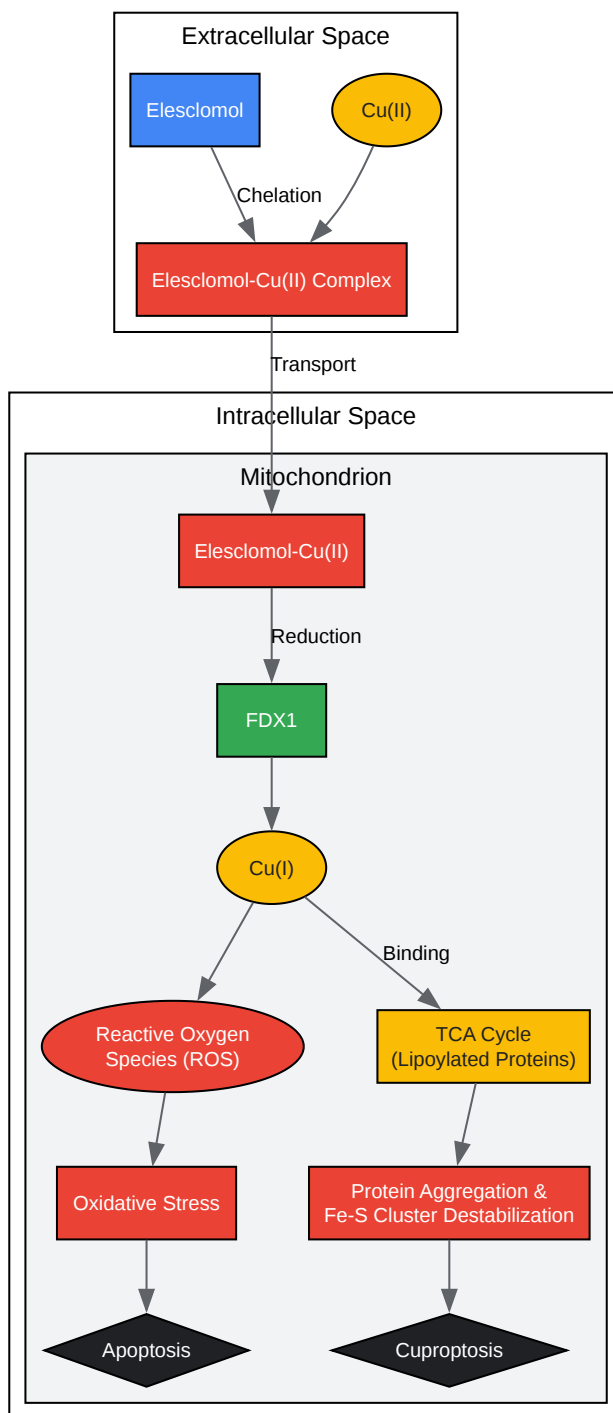 Extracellular Space
Elesclomol
Cu(II)
Chelation
Elesclomol-Cu(II) Complex
Transport
Intracellular Space
Mitochondrion
Elesclomol-Cu(II)
Reduction
FDX1
Cu(I)
Binding
Reactive Oxygen
Species (ROS)
TCA Cycle
(Lipoylated Proteins)
Oxidative Stress
Protein Aggregation &
Fe-S Cluster Destabilization
Apoptosis
Cuproptosis